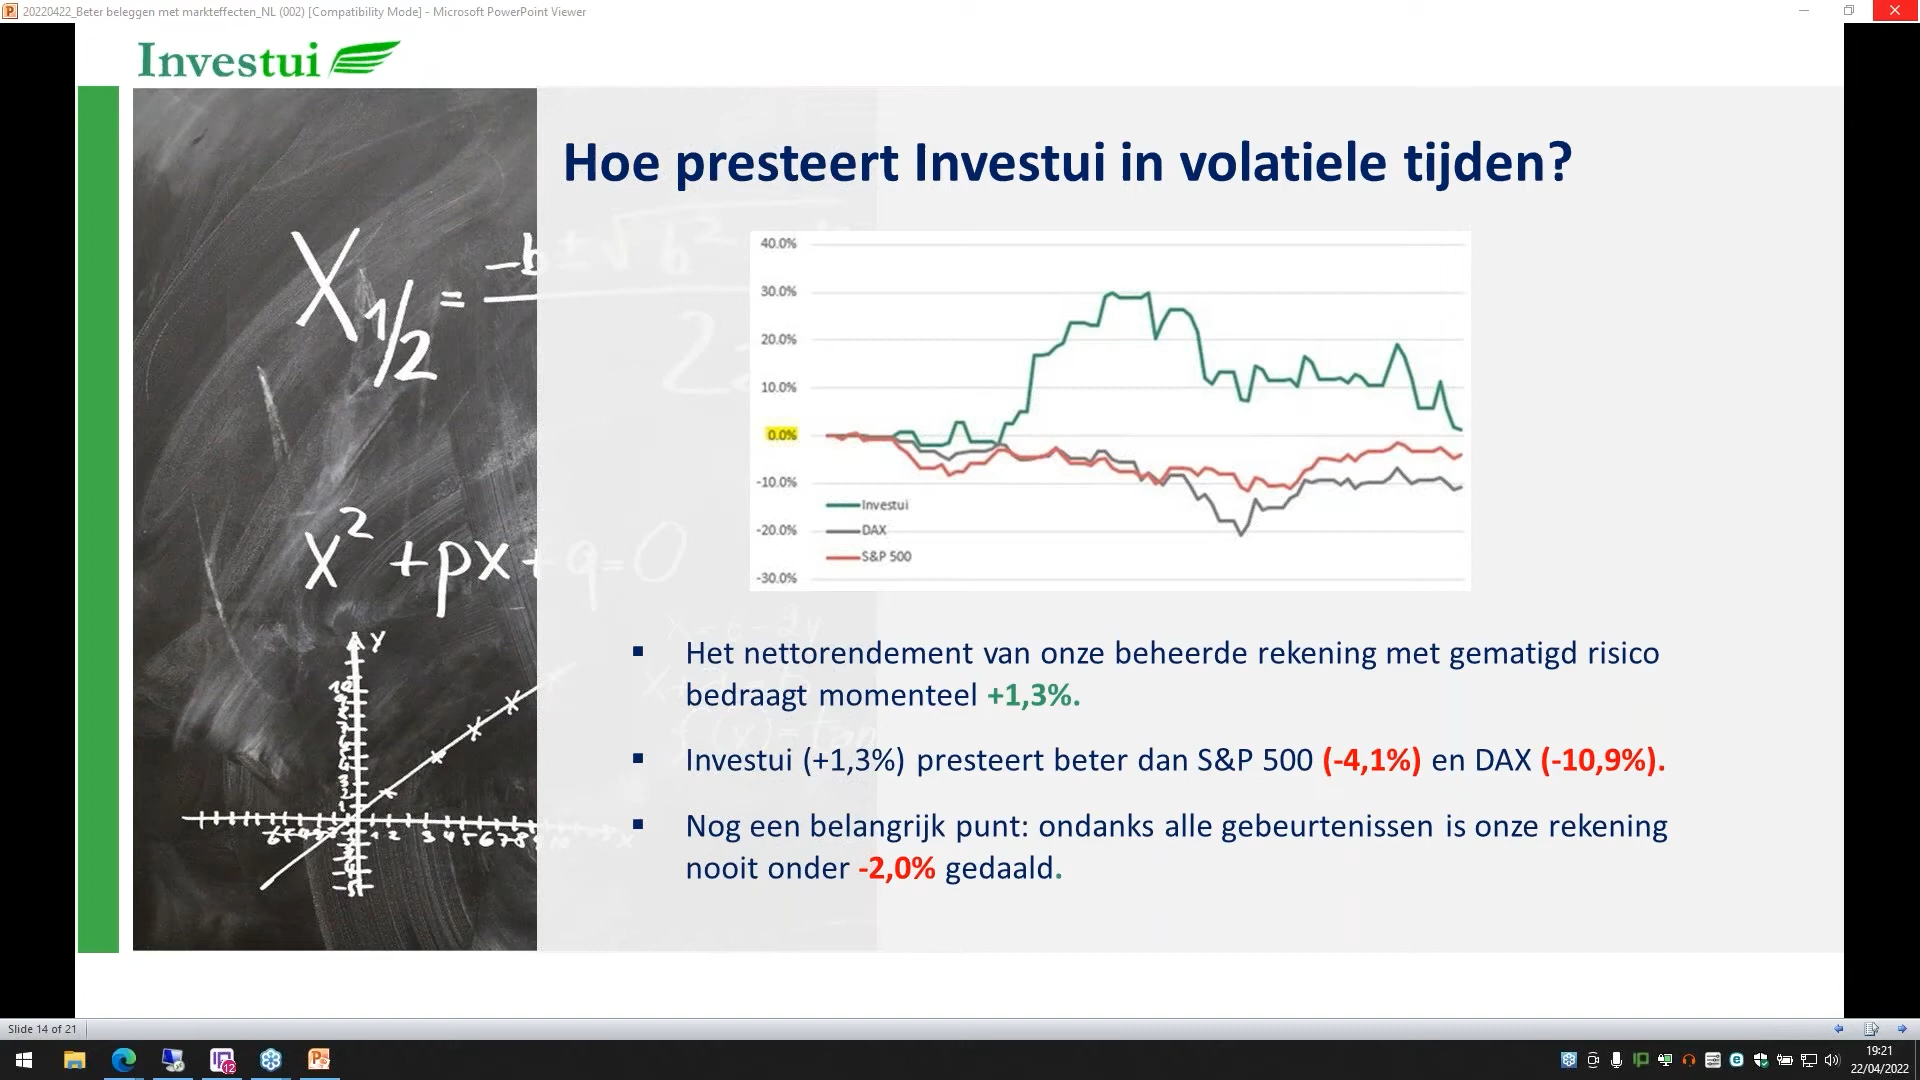 20220422_Beter beleggen met markteffecten_NL (002) [Compatibility Mode] - Microsoft PowerPoint Viewer
Investui
Hoe presteert Investui in volatiele tijden?
40.0%
30.0%
20.0%
10.0%
0.0%
-10.0%
-20.0%
-30.0%
Investui
DAX
S&P 500
X1/2 = -b±√b²
x² + px + q = 0
Y
▪ Het nettorendement van onze beheerde rekening met gematigd risico
bedraagt momenteel +1,3%.
▪ Investui (+1,3%) presteert beter dan S&P 500 (-4,1%) en DAX (-10,9%).
▪ Nog een belangrijk punt: ondanks alle gebeurtenissen is onze rekening
nooit onder -2,0% gedaald.
Slide 14 of 21
12
19:21
22/04/2022